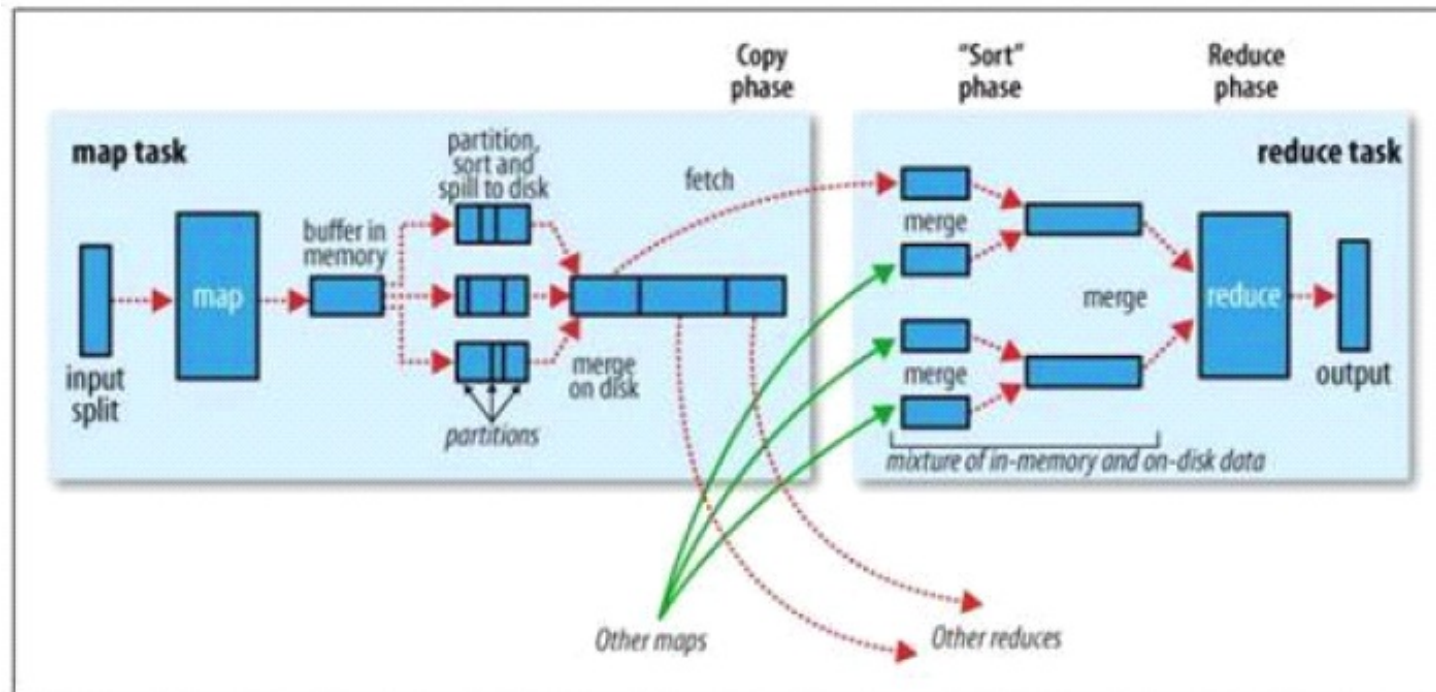 Copy
phase
"Sort"
phase
Reduce
phase
map task
partition,
sort and
spill to disk
fetch
reduce task
buffer in
memory
merge
map
merge
reduce
input
split
merge
on disk
merge
output
partitions
mixture of in-memory and on-disk data
Other maps
Other reduces